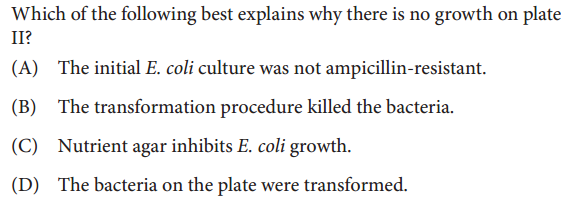 Which of the following best explains why there is no growth on plate
II?
(A) The initial E. coli culture was not ampicillin-resistant.
(B) The transformation procedure killed the bacteria.
(C) Nutrient agar inhibits E. coli growth.
(D) The bacteria on the plate were transformed.